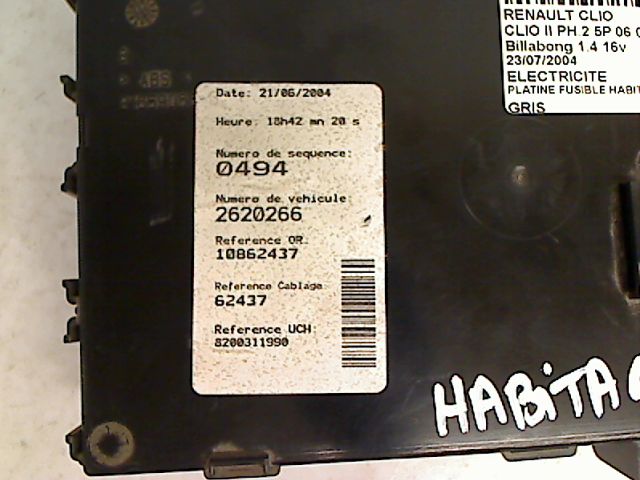 RENAULT CLIO
CLIO II PH 2 5P 06
Billabong 1.4 16v
23/07/2004
ELECTRICITE
PLATINE FUSIBLE HABIT
GRIS
ABS
Date: 21/06/2004
Heure: 18h42 mn 20 s
Numero de sequence:
0494
Numero de vehicule:
2620266
Reference OR:
10862437
Reference Cablage:
62437
Reference UCH:
8200311990
HABITA